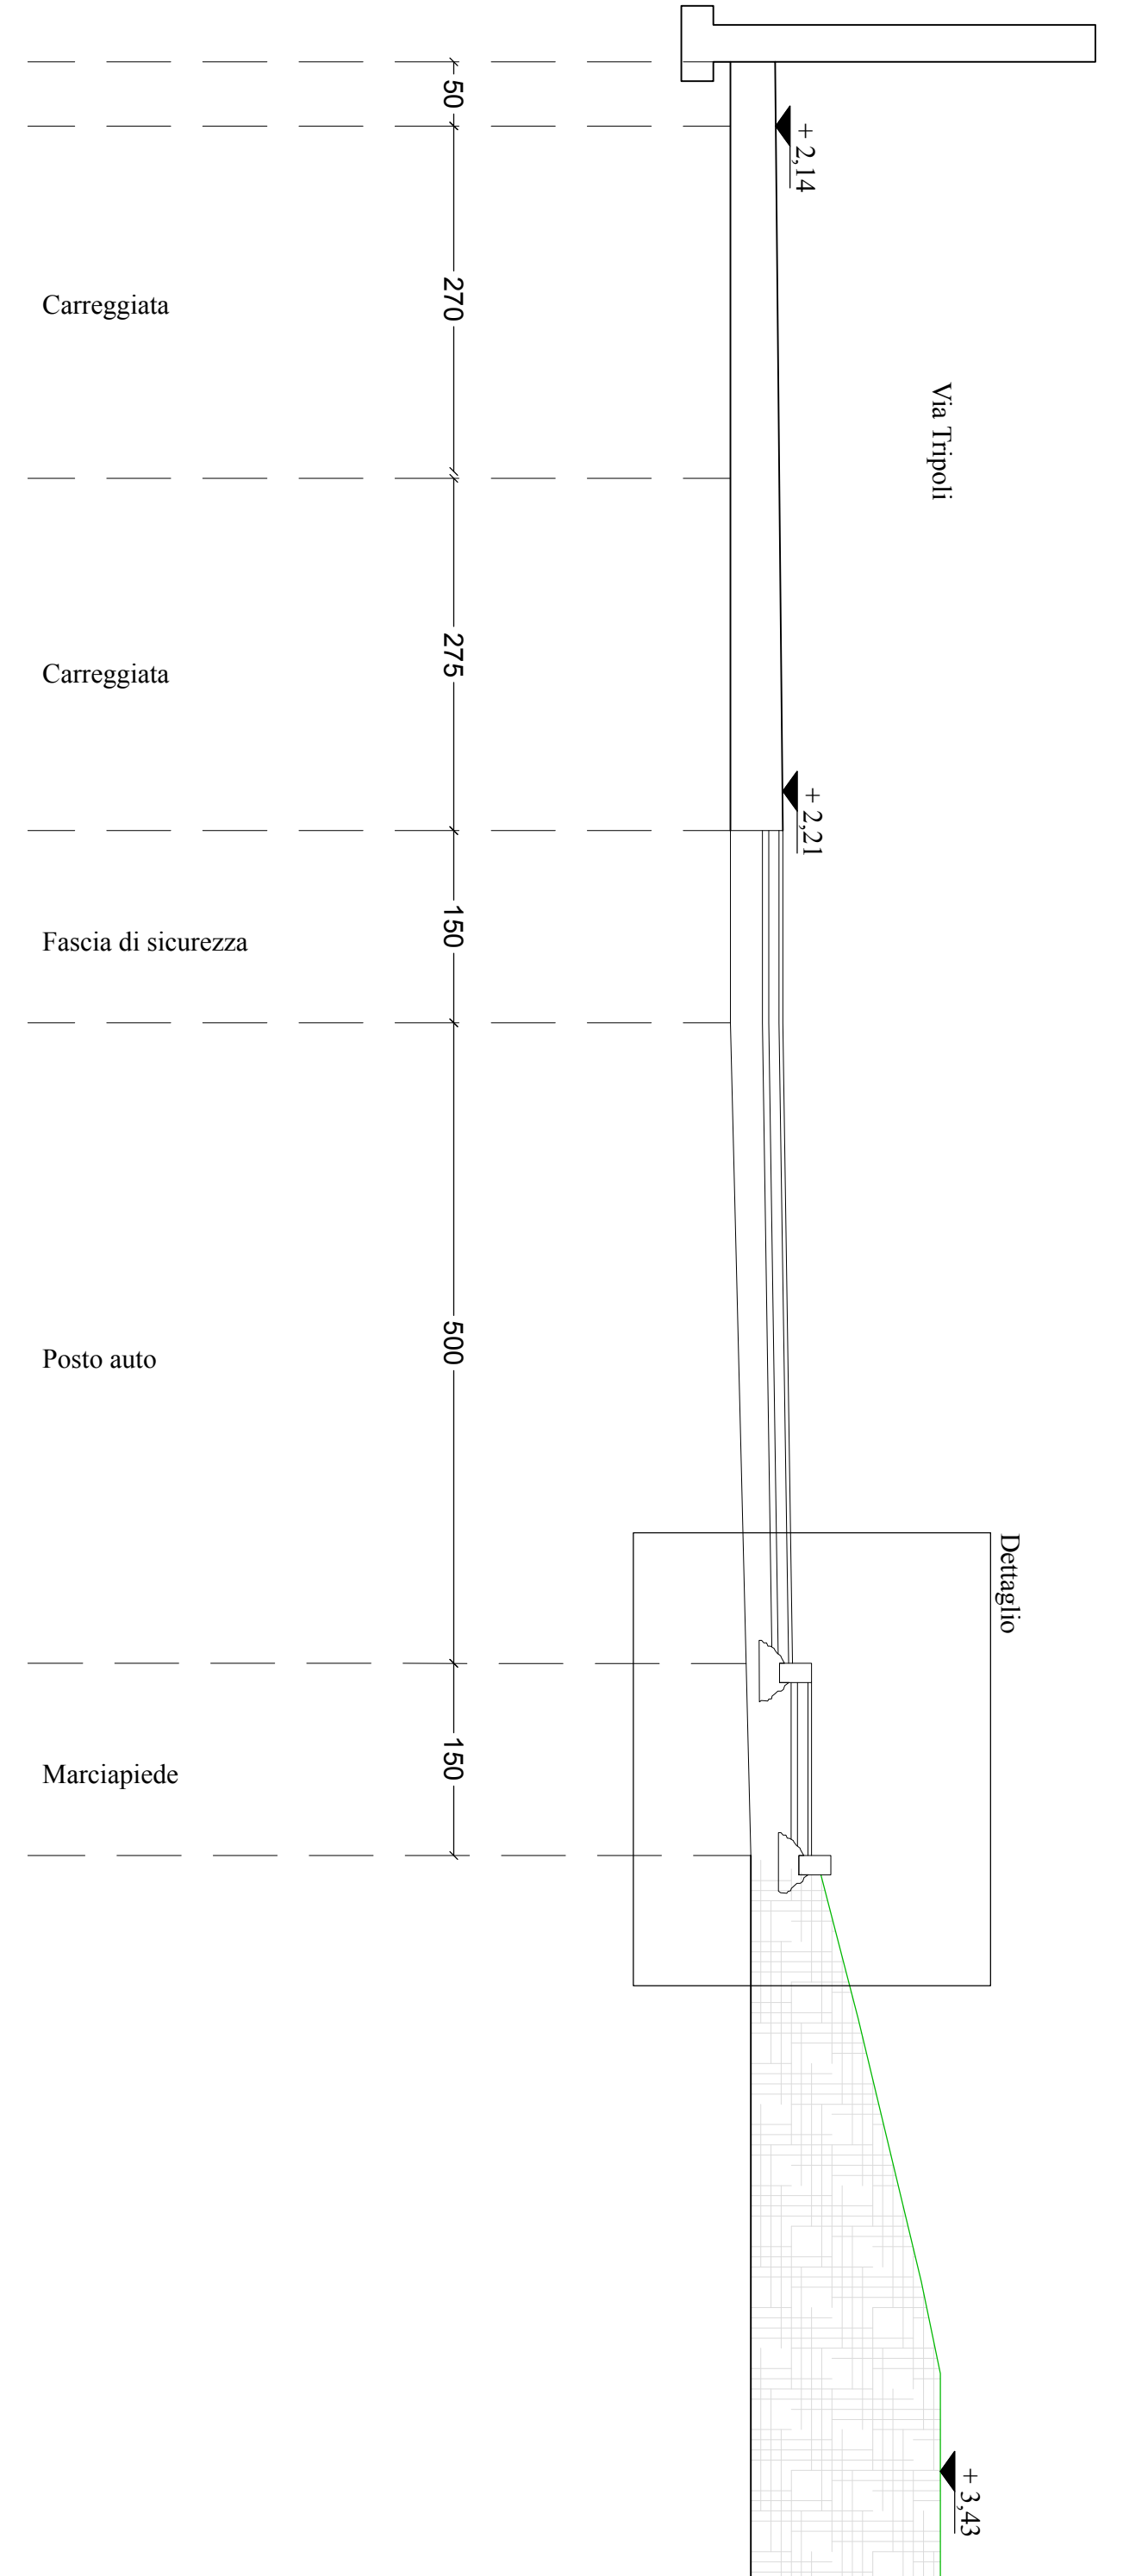 50
+ 2,14
270
Carreggiata
Via Tripoli
275
Carreggiata
+ 2,21
150
Fascia di sicurezza
500
Posto auto
Dettaglio
150
Marciapiede
+ 3,43